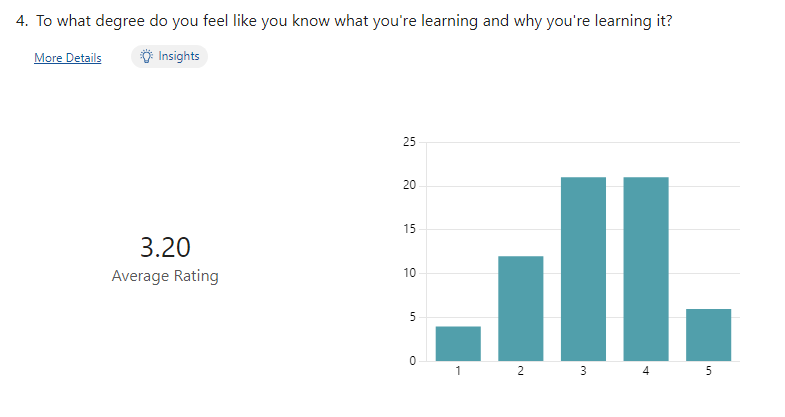 4. To what degree do you feel like you know what you're learning and why you're learning it?
More Details
Insights
3.20
Average Rating
25
20
15
10
5
0
1 2 3 4 5